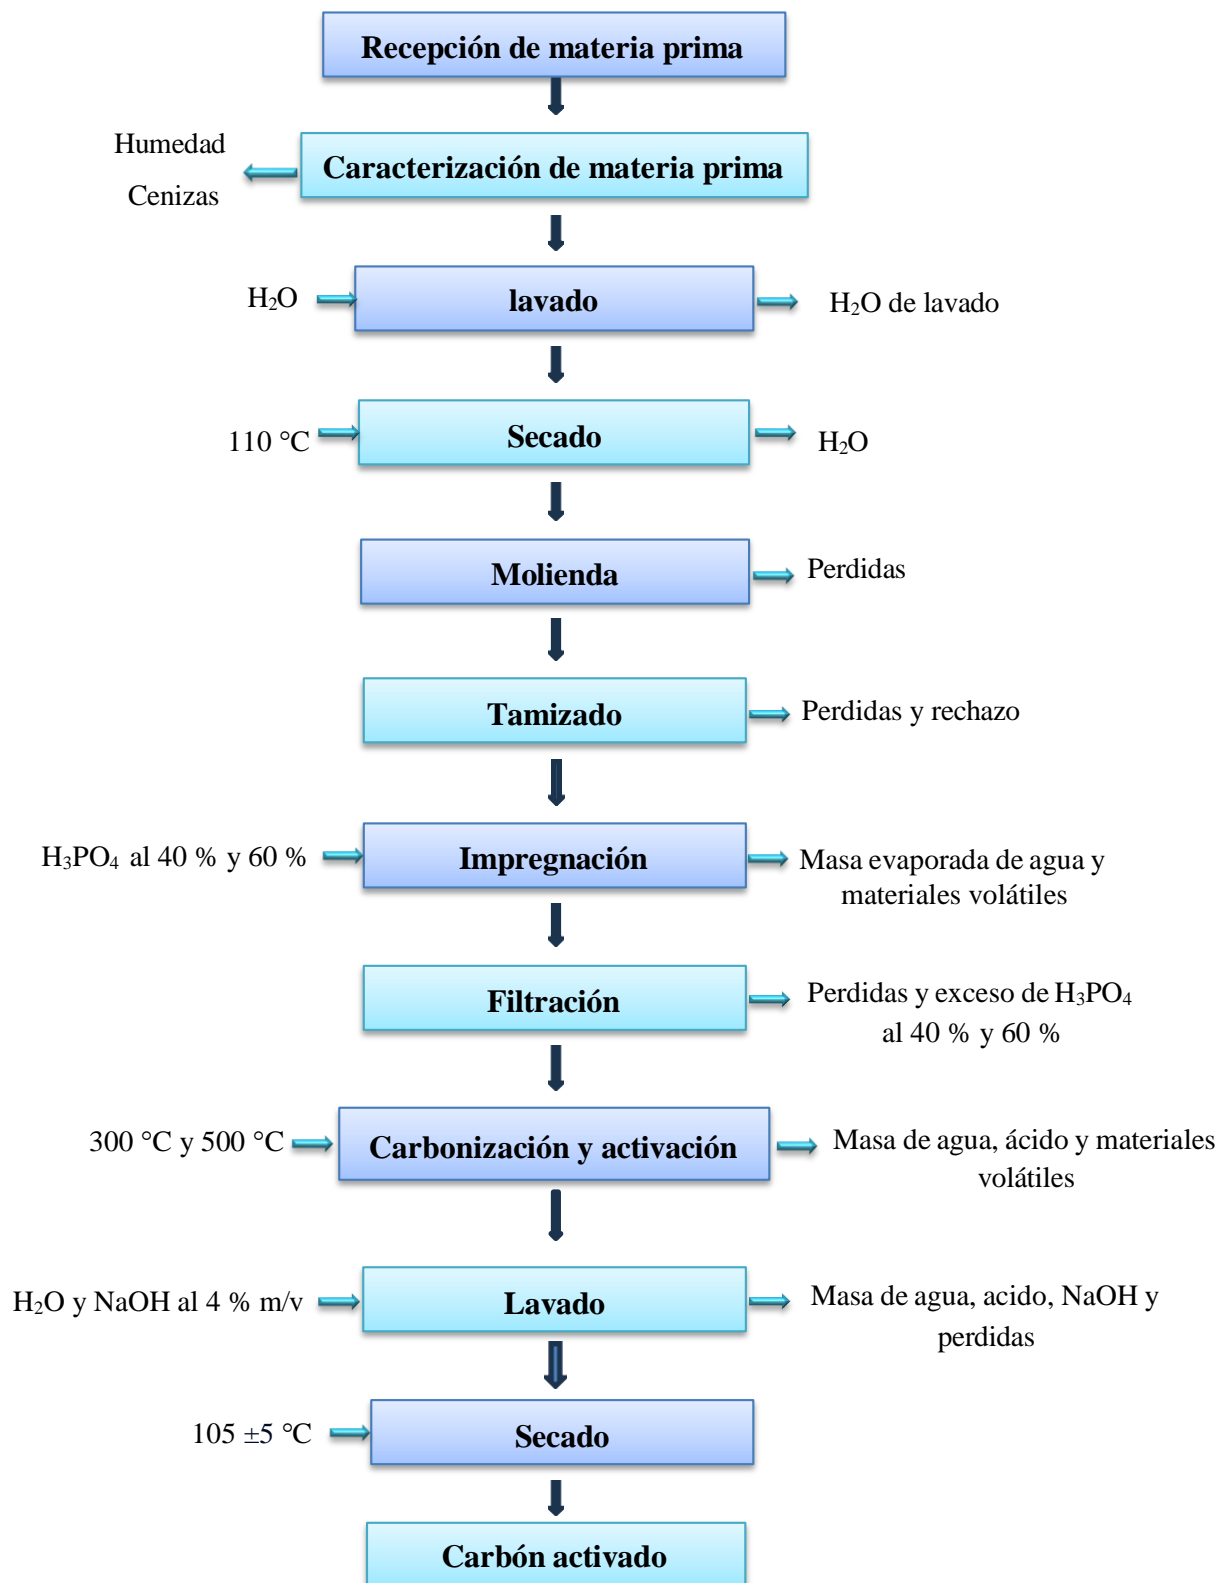 Recepción de materia prima
Humedad
Cenizas
Caracterización de materia prima
H₂O
lavado
H₂O de lavado
110 °C
Secado
H₂O
Molienda
Perdidas
Tamizado
Perdidas y rechazo
H₃PO₄ al 40 % y 60 %
Impregnación
Masa evaporada de agua y
materiales volátiles
Filtración
Perdidas y exceso de H₃PO₄
al 40 % y 60 %
300 °C y 500 °C
Carbonización y activación
Masa de agua, ácido y materiales
volátiles
H₂O y NaOH al 4 % m/v
Lavado
Masa de agua, acido, NaOH y
perdidas
105 ±5 °C
Secado
Carbón activado